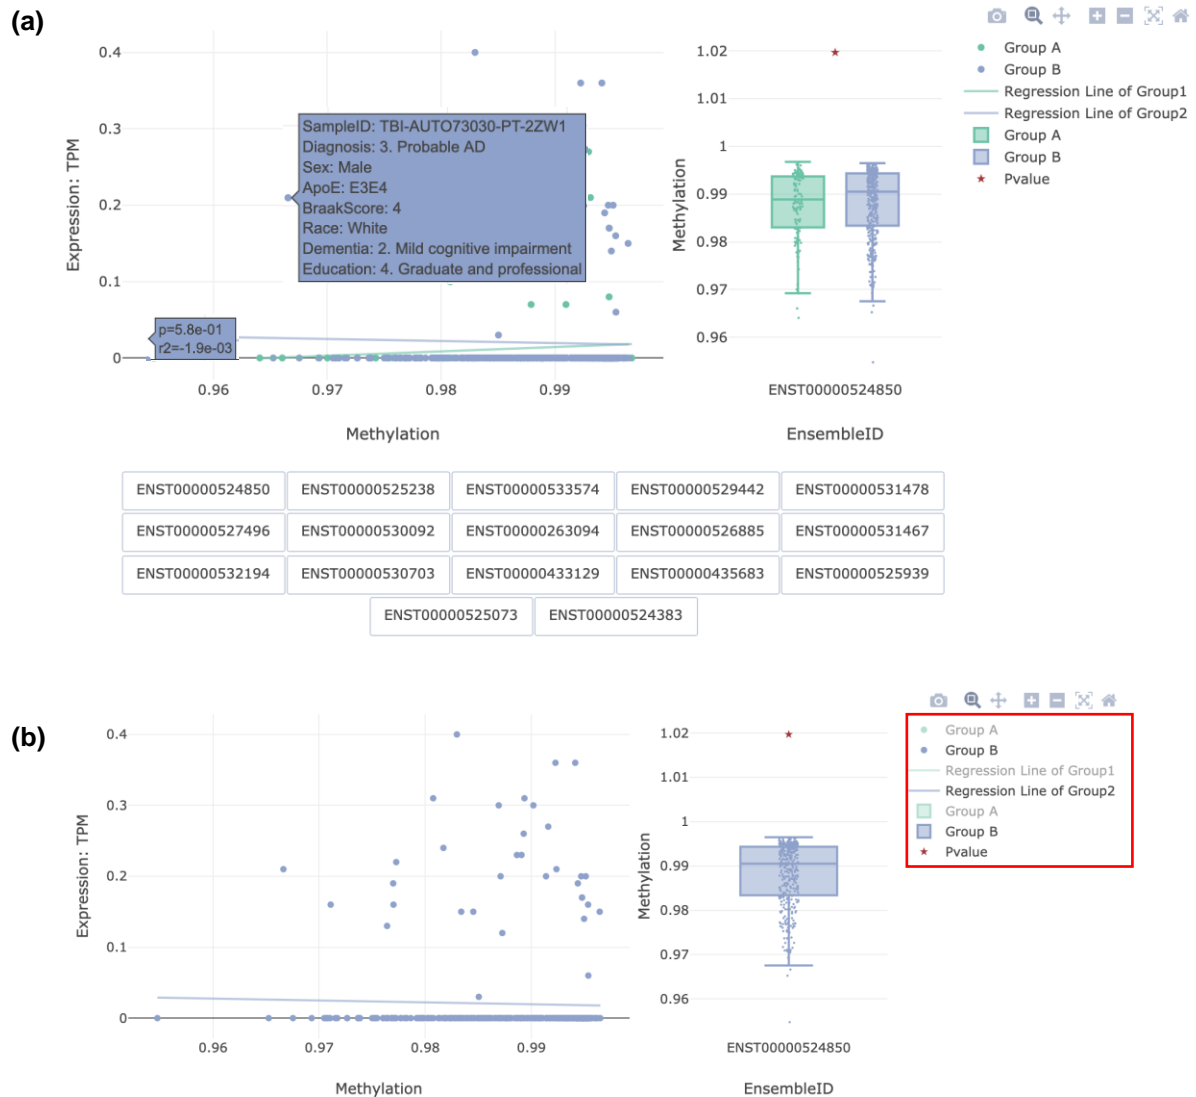 (a)
0.4
0.3
0.2
0.1
0
Expression: TPM
SampleID: TBI-AUTO73030-PT-2ZW1
Diagnosis: 3. Probable AD
Sex: Male
ApoE: E3E4
BraakScore: 4
Race: White
Dementia: 2. Mild cognitive impairment
Education: 4. Graduate and professional
p=5.8e-01
r2=-1.9e-03
0.96 0.97 0.98 0.99
Methylation
1.02
1.01
1
0.99
0.98
0.97
0.96
Methylation
ENST00000524850
EnsembleID
Group A
Group B
Regression Line of Group1
Regression Line of Group2
Group A
Group B
Pvalue
ENST00000524850 ENST00000525238 ENST00000533574 ENST00000529442 ENST00000531478
ENST00000527496 ENST00000530092 ENST00000263094 ENST00000526885 ENST00000531467
ENST00000532194 ENST00000530703 ENST00000433129 ENST00000435683 ENST00000525939
ENST00000525073 ENST00000524383
(b)
0.4
0.3
0.2
0.1
0
Expression: TPM
0.96 0.97 0.98 0.99
Methylation
1.02
1.01
1
0.99
0.98
0.97
0.96
Methylation
ENST00000524850
EnsembleID
Group A
Group B
Regression Line of Group1
Regression Line of Group2
Group A
Group B
Pvalue